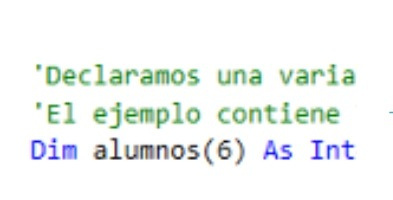 'Declaramos una varia
'El ejemplo contiene
Dim alumnos(6) As Int